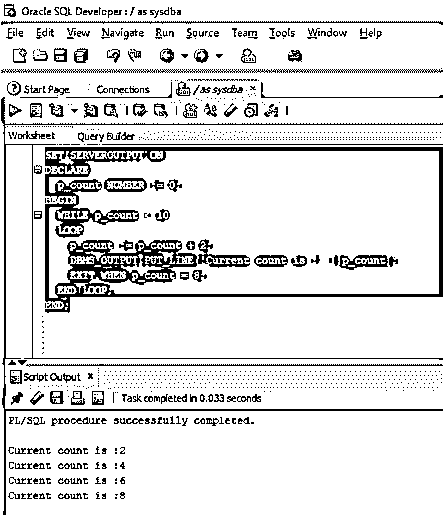 Oracle SQL Developer : / as sysdba
File Edit View Navigate Run Source Team Tools Window Help
Start Page Connections / as sysdba
Worksheet Query Builder
SET SERVEROUTPUT ON
DECLARE
p_count NUMBER := 0;
BEGIN
WHILE p_count < 10
LOOP
p_count := p_count + 2;
DBMS_OUTPUT.PUT_LINE('Current count is :' ||p_count);
EXIT WHEN p_count = 8;
END LOOP;
END;
Script Output
Task completed in 0.033 seconds
PL/SQL procedure successfully completed.
Current count is :2
Current count is :4
Current count is :6
Current count is :8